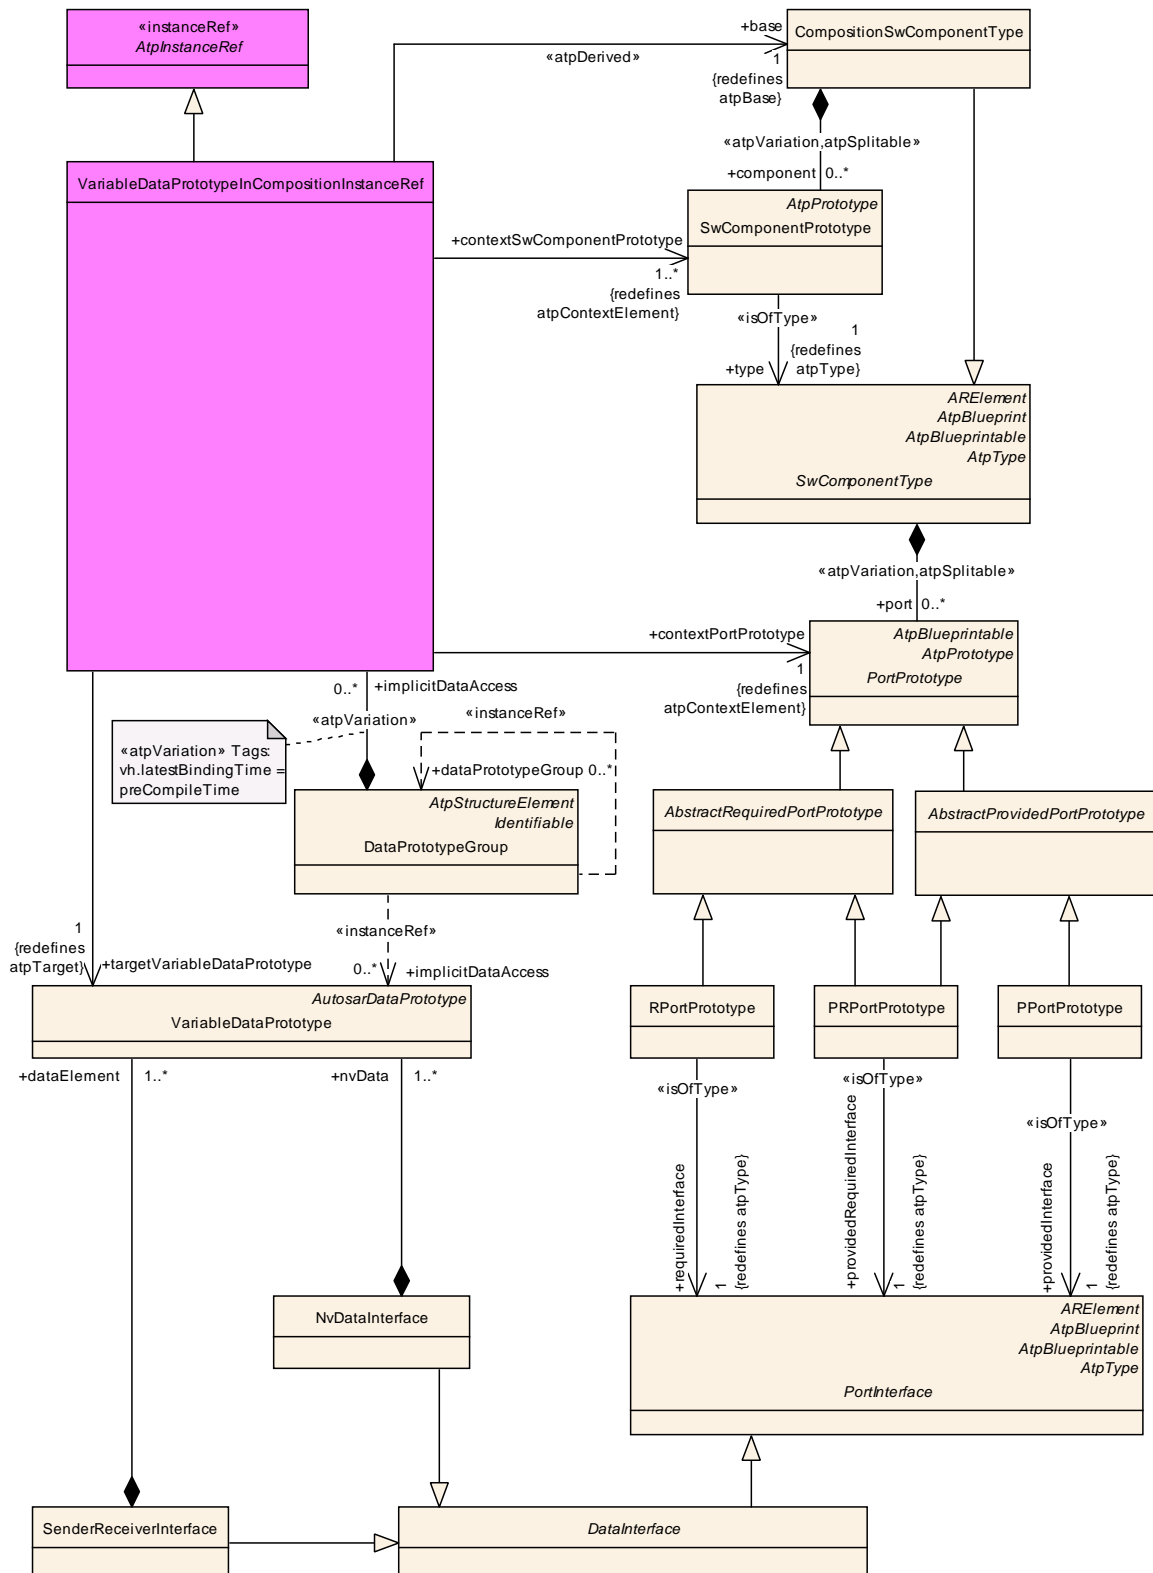 «instanceRef»
AtpInstanceRef
+base
CompositionSwComponentType
«atpDerived»
1
{redefines
atpBase}
«atpVariation,atpSplitable»
+component 0..*
VariableDataPrototypeInCompositionInstanceRef
AtpPrototype
SwComponentPrototype
+contextSwComponentPrototype
1..*
{redefines
atpContextElement}
«isOfType»
1
{redefines
atpType}
+type
ARElement
AtpBlueprint
AtpBlueprintable
AtpType
SwComponentType
«atpVariation,atpSplitable»
+port 0..*
+contextPortPrototype
AtpBlueprintable
AtpPrototype
PortPrototype
1
{redefines
atpContextElement}
0..* +implicitDataAccess
«atpVariation»
«instanceRef»
«atpVariation» Tags:
vh.latestBindingTime =
preCompileTime
+dataPrototypeGroup 0..*
AtpStructureElement
Identifiable
DataPrototypeGroup
AbstractRequiredPortPrototype
AbstractProvidedPortPrototype
«instanceRef»
1
{redefines
atpTarget}
+targetVariableDataPrototype
0..* +implicitDataAccess
AutosarDataPrototype
VariableDataPrototype
RPortPrototype
PRPortPrototype
PPortPrototype
+dataElement 1..*
+nvData 1..*
«isOfType»
«isOfType»
«isOfType»
+requiredInterface
1
{redefines atpType}
+providedRequiredInterface
1
{redefines atpType}
+providedInterface
1
{redefines atpType}
NvDataInterface
ARElement
AtpBlueprint
AtpBlueprintable
AtpType
PortInterface
SenderReceiverInterface
DataInterface